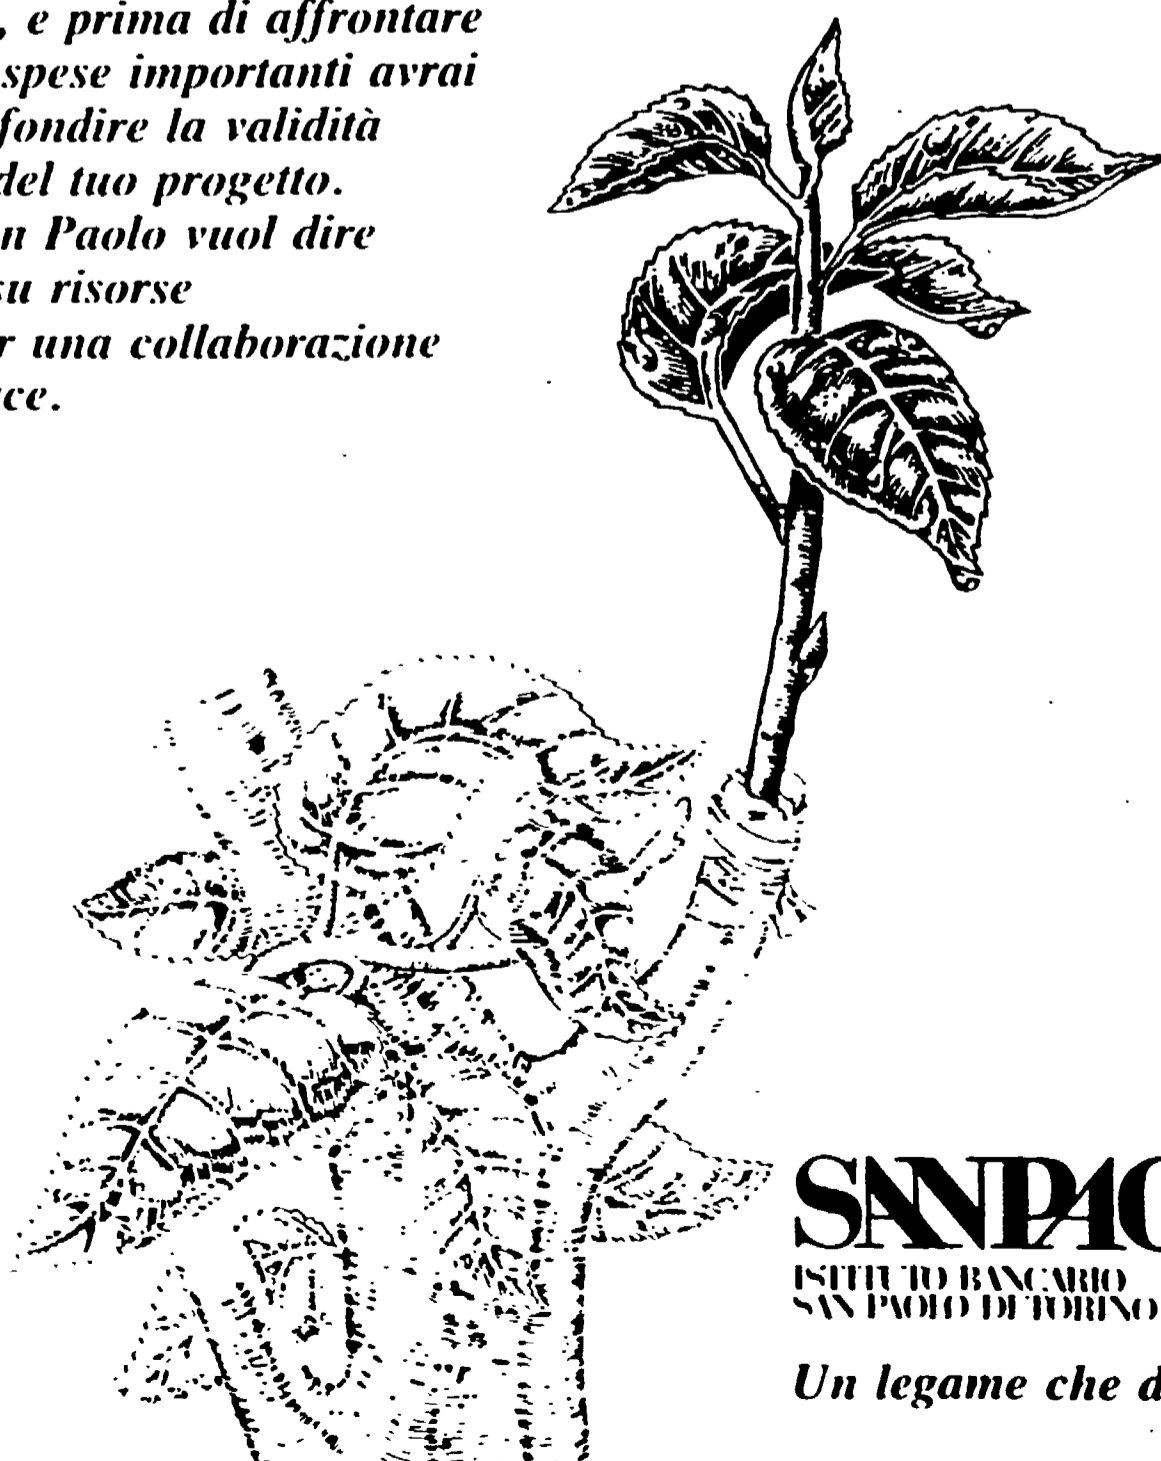 , e prima di affrontare
spese importanti avrai
fondire la validità
del tuo progetto.
n Paolo vuol dire
su risorse
r una collaborazione
ce.
SANPAO
ISTITUTO BANCARIO
SAN PAOLO DI TORINO
Un legame che d